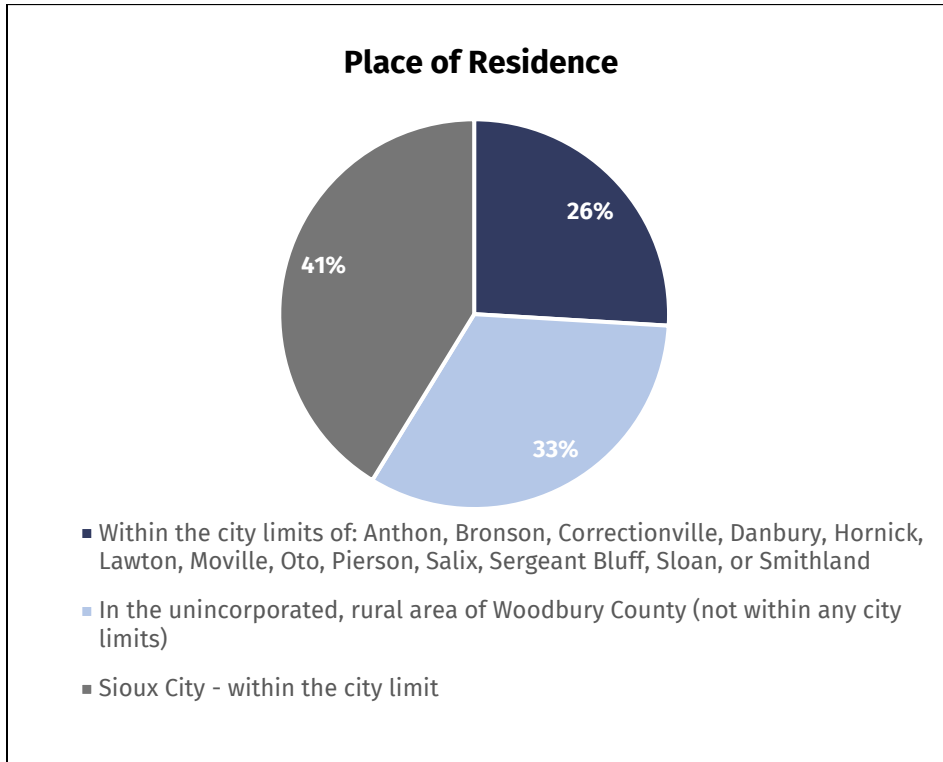 Place of Residence
26%
41%
33%
Within the city limits of: Anthon, Bronson, Correctionville, Danbury, Hornick,
Lawton, Moville, Oto, Pierson, Salix, Sergeant Bluff, Sloan, or Smithland
In the unincorporated, rural area of Woodbury County (not within any city
limits)
Sioux City - within the city limit